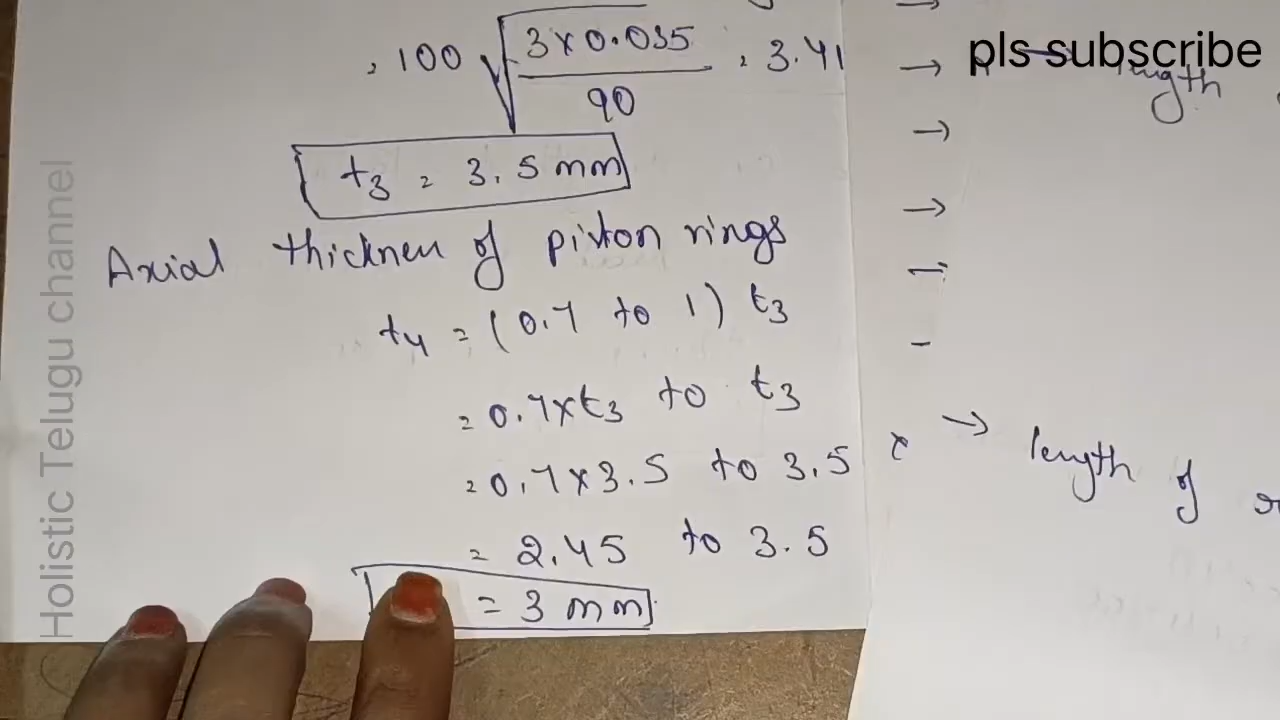 pls subscribe
Holistic Telugu channel
, 100 √(3×0.035/90) , 3.41
t3 = 3.5 mm
Axial thicknen of piston rings
t4 = (0.7 to 1) t3
= 0.7×t3 to t3
= 0.7×3.5 to 3.5
= 2.45 to 3.5
= 3 mm
→
→ length
→
→
→
-
→ length of